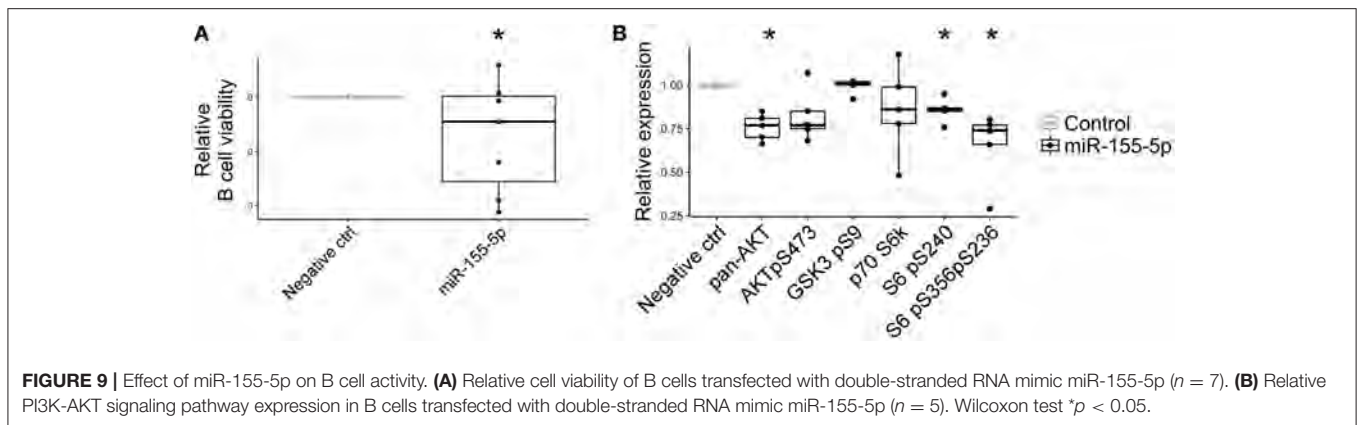 A
*
Relative
B cell viability
Negative ctrl
miR-155-5p
B
*
*
*
Relative expression
1.00
0.75
0.50
0.25
Negative ctrl
pan-AKT
AKTpS473
GSK3 pS9
p70 S6k
S6 pS240
S6 pS356pS236
Control
miR-155-5p
FIGURE 9 | Effect of miR-155-5p on B cell activity. (A) Relative cell viability of B cells transfected with double-stranded RNA mimic miR-155-5p (n = 7). (B) Relative
PI3K-AKT signaling pathway expression in B cells transfected with double-stranded RNA mimic miR-155-5p (n = 5). Wilcoxon test *p < 0.05.